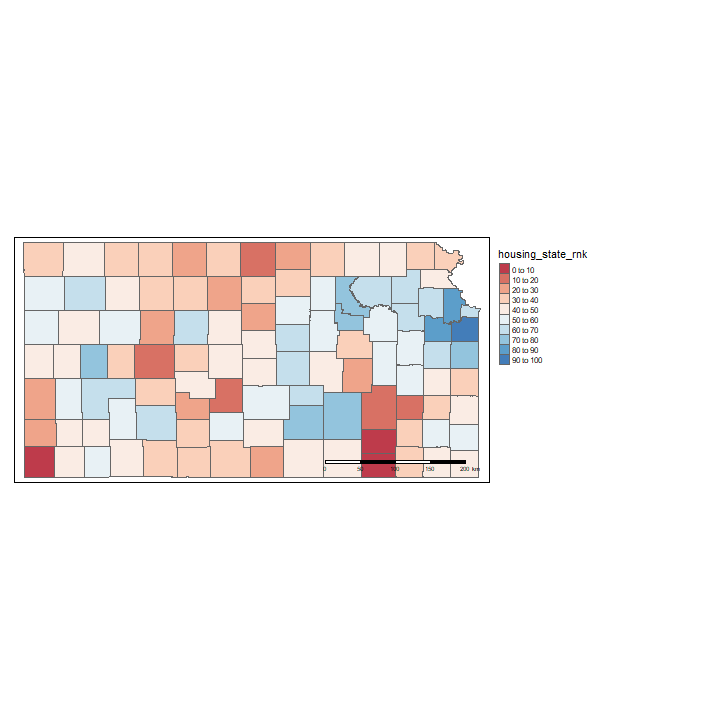 housing_state_rnk
0 to 10
10 to 20
20 to 30
30 to 40
40 to 50
50 to 60
60 to 70
70 to 80
80 to 90
90 to 100
0 50 100 150 200 km